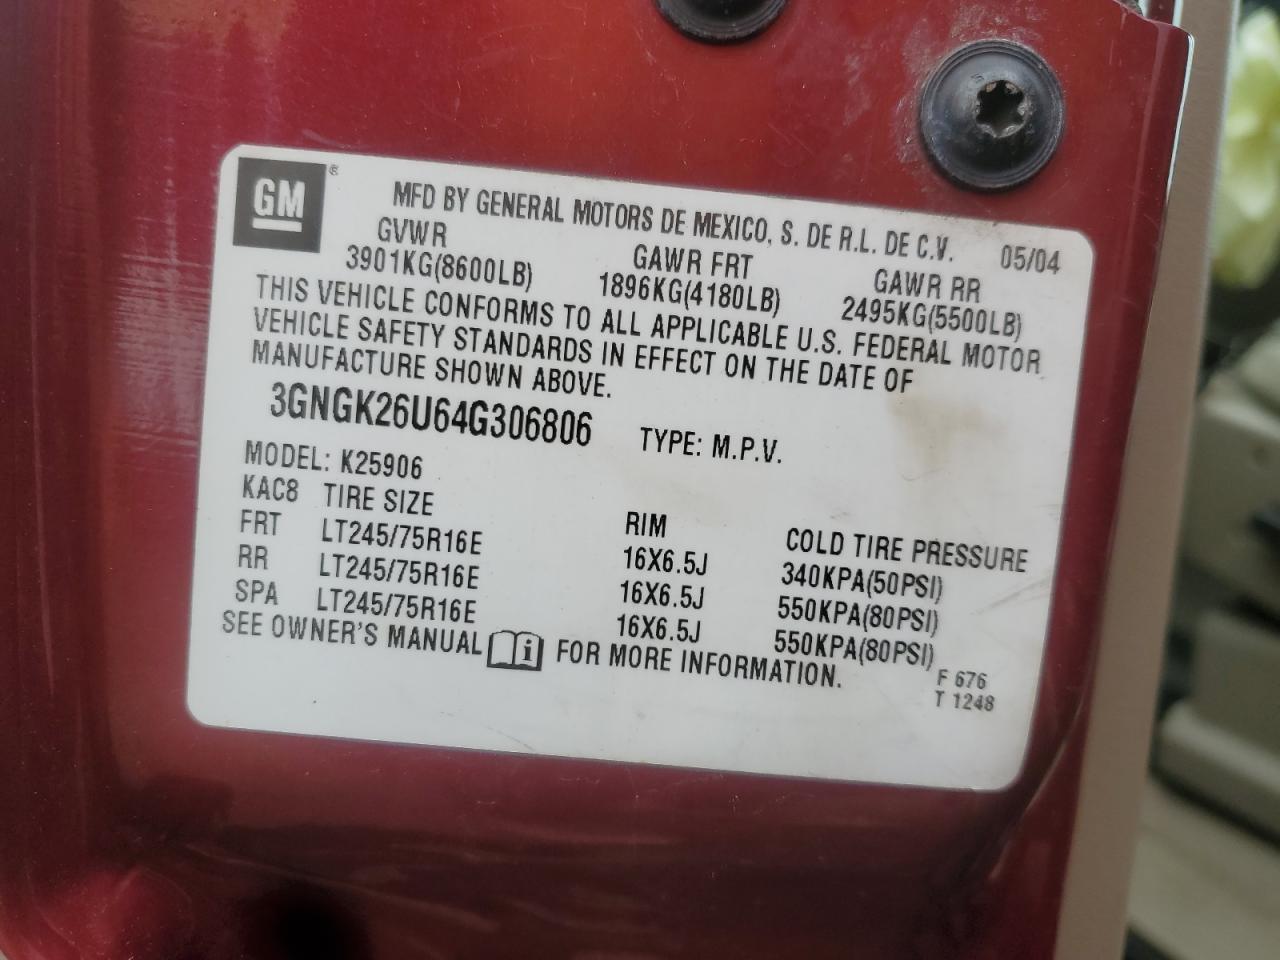 GM ®
MFD BY GENERAL MOTORS DE MEXICO, S. DE R.L. DE C.V. 05/04
GVWR GAWR FRT GAWR RR
3901KG(8600LB) 1896KG(4180LB) 2495KG(5500LB)
THIS VEHICLE CONFORMS TO ALL APPLICABLE U.S. FEDERAL MOTOR
VEHICLE SAFETY STANDARDS IN EFFECT ON THE DATE OF
MANUFACTURE SHOWN ABOVE.
3GNGK26U64G306806 TYPE: M.P.V.
MODEL: K25906
KAC8 TIRE SIZE RIM COLD TIRE PRESSURE
FRT LT245/75R16E 16X6.5J 340KPA(50PSI)
RR LT245/75R16E 16X6.5J 550KPA(80PSI)
SPA LT245/75R16E 16X6.5J 550KPA(80PSI)
SEE OWNER'S MANUAL i FOR MORE INFORMATION.
F 676
T 1248